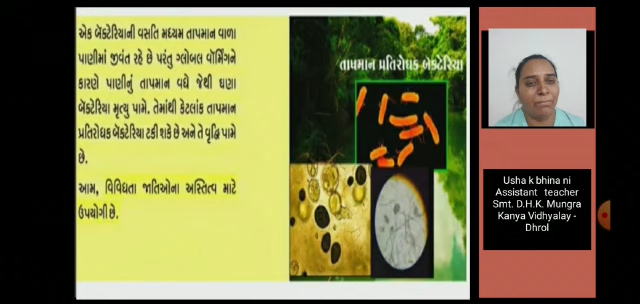 એક બૅક્ટેરિયાની વસતિ મધ્યમ તાપમાન વાળા
પાણીમાં જીવંત રહે છે પરંતુ ગ્લોબલ વૉર્મિંગને
કારણે પાણીનું તાપમાન વધે જેથી ઘણા
બૅક્ટેરિયા મૃત્યુ પામે. તેમાંથી કેટલાંક તાપમાન
પ્રતિરોધક બૅક્ટેરિયા ટકી શકે છે અને તે વૃદ્ધિ પામે
છે.
આમ, વિવિધતા જાતિઓના અસ્તિત્વ માટે
ઉપયોગી છે.
તાપમાન પ્રતિરોધક બેક્ટેરિયા
Usha k bhina ni
Assistant teacher
Smt. D.H.K. Mungra
Kanya Vidhyalay -
Dhrol